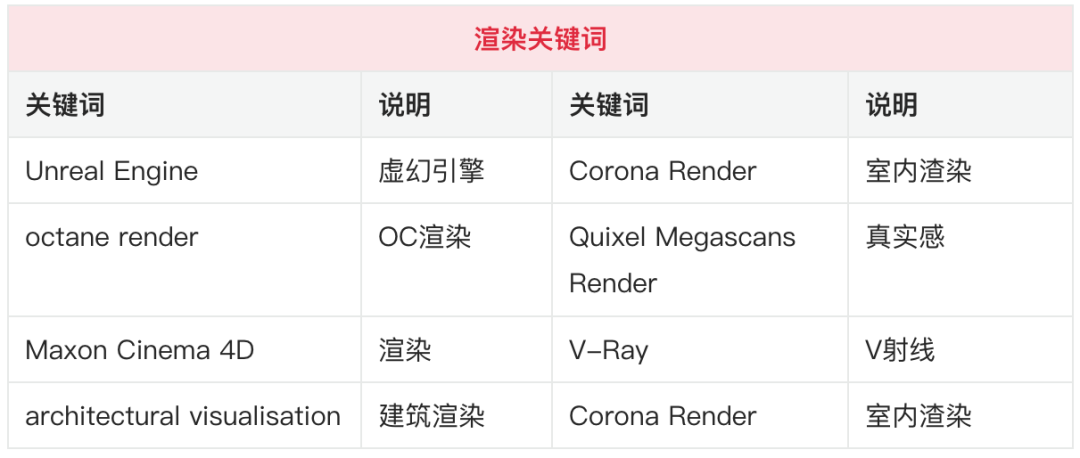 渲染关键词
关键词 说明 关键词 说明
Unreal Engine 虚幻引擎 Corona Render 室内渣染
octane render OC渲染 Quixel Megascans 真实感
Render
Maxon Cinema 4D 渲染 V-Ray V射线
architectural visualisation 建筑渲染 Corona Render 室内渣染